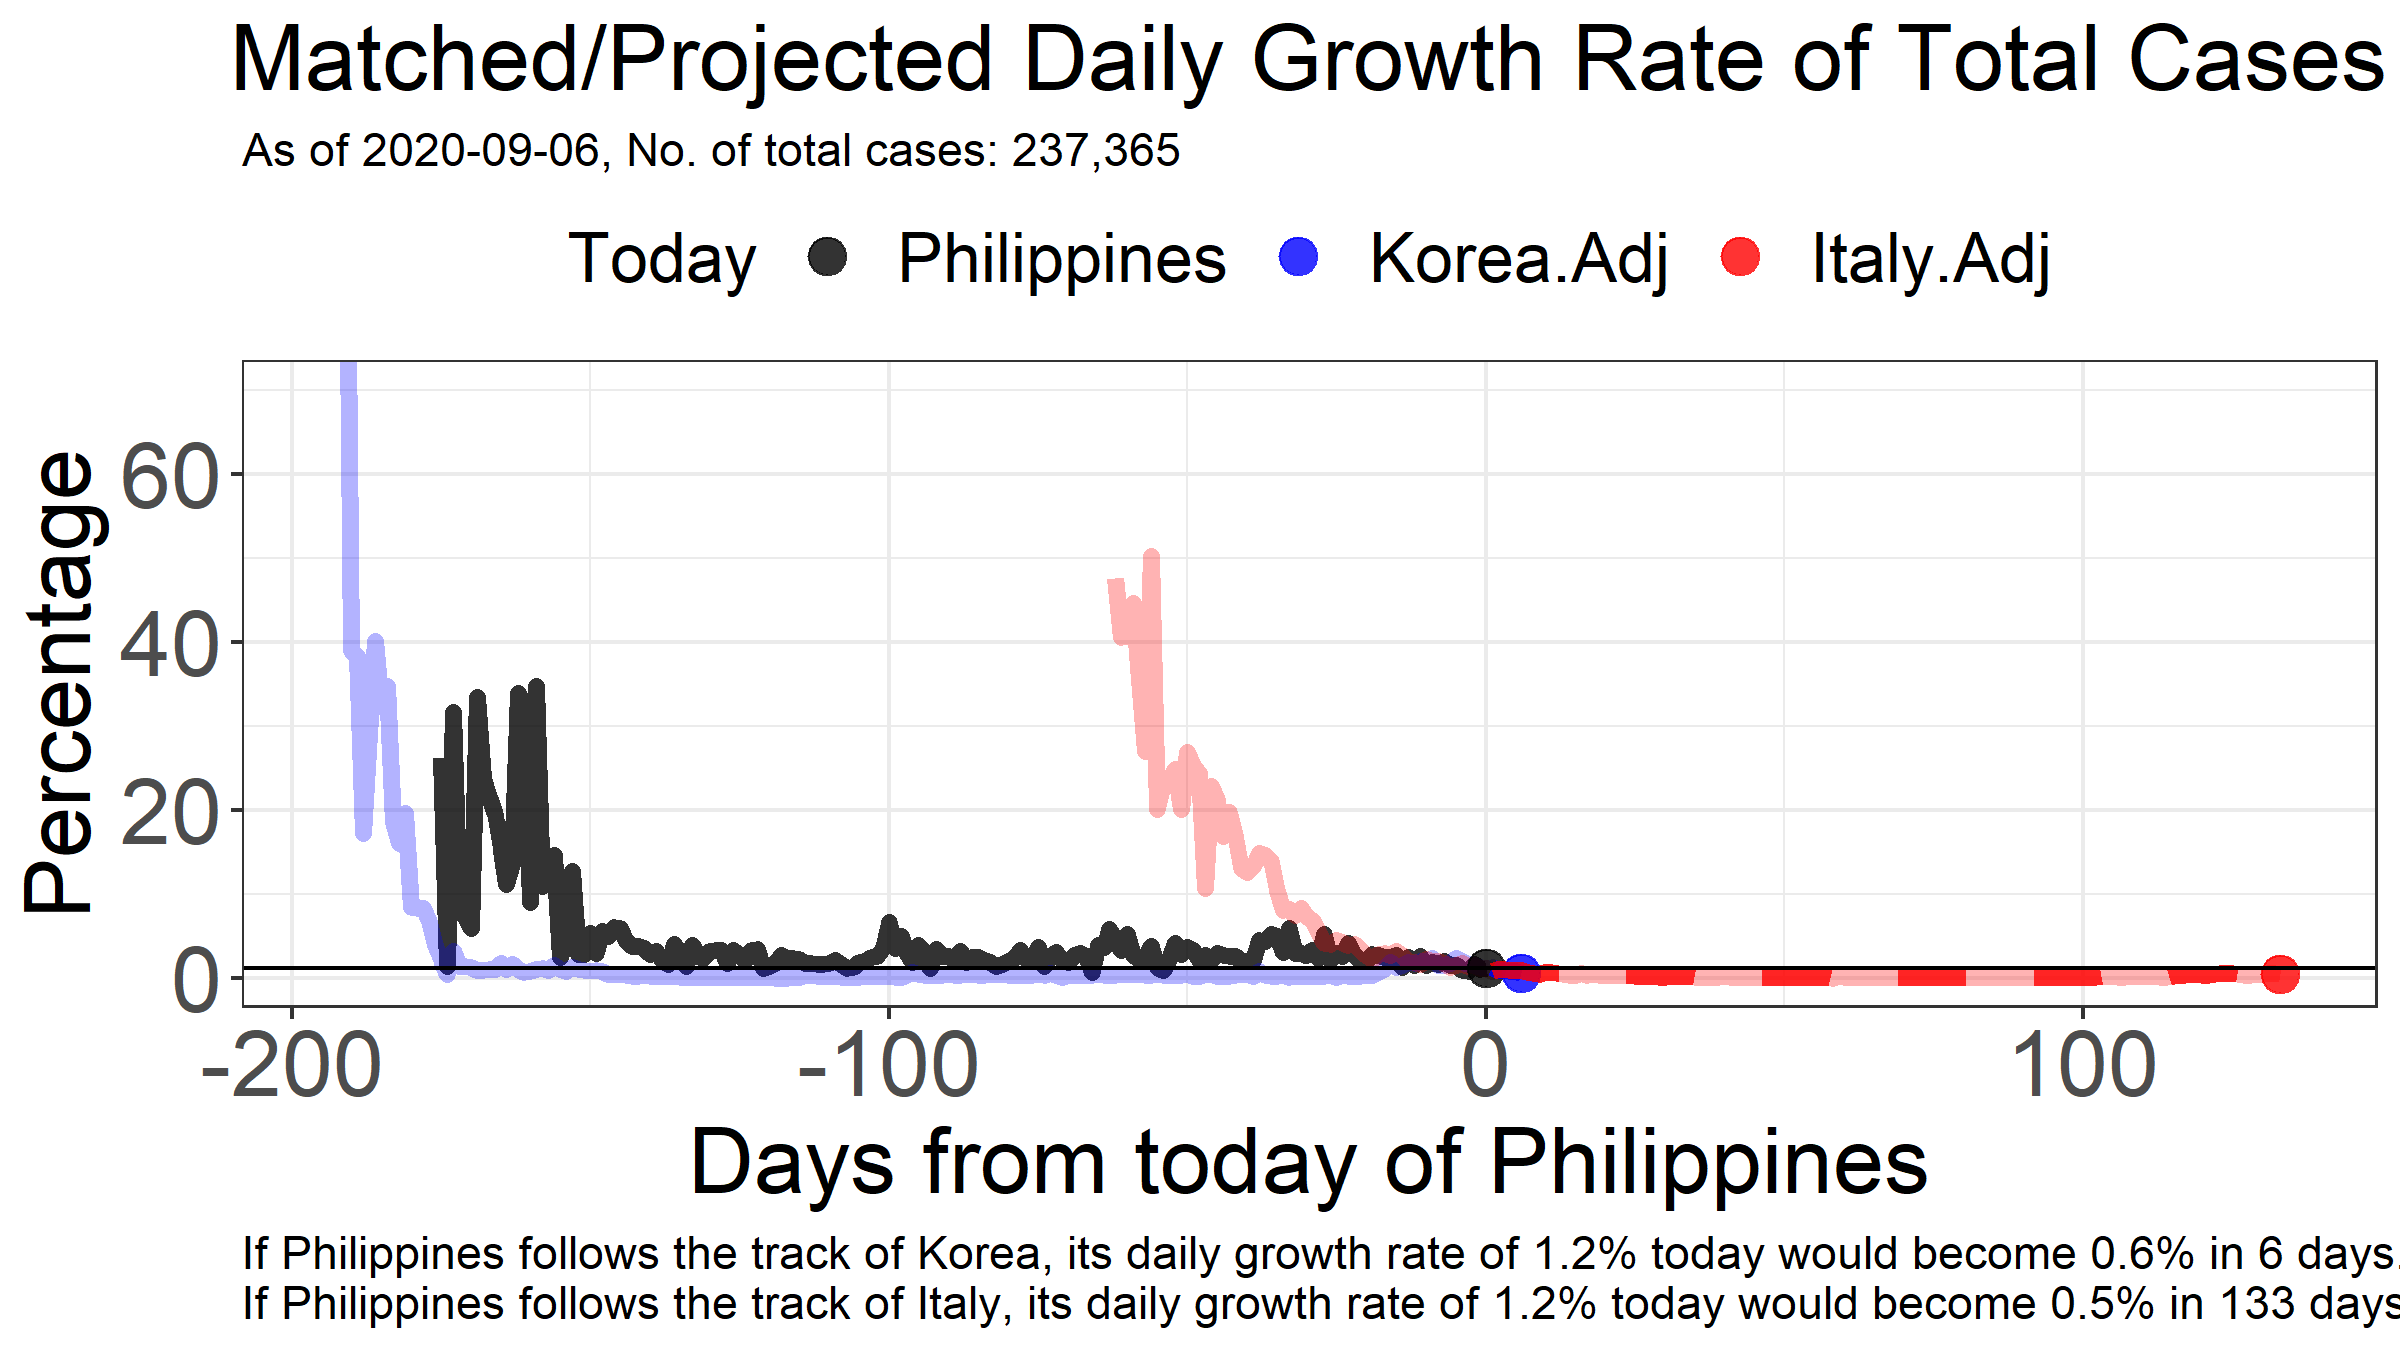 Matched/Projected Daily Growth Rate of Total Cases
As of 2020-09-06, No. of total cases: 237,365
Today Philippines Korea.Adj Italy.Adj
Percentage
60
40
20
0
-200 -100 0 100
Days from today of Philippines
If Philippines follows the track of Korea, its daily growth rate of 1.2% today would become 0.6% in 6 days.
If Philippines follows the track of Italy, its daily growth rate of 1.2% today would become 0.5% in 133 days